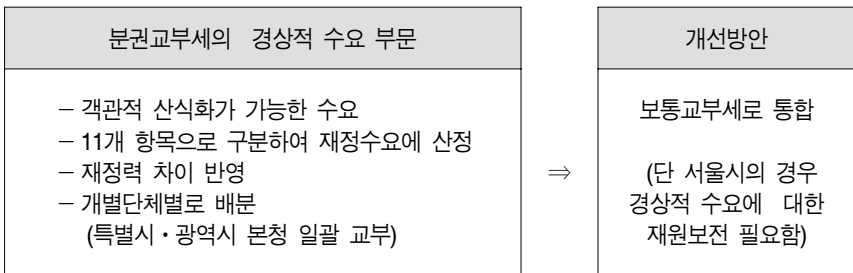 분권교부세의 경상적 수요 부문
– 객관적 산식화가 가능한 수요
– 11개 항목으로 구분하여 재정수요에 산정
– 재정력 차이 반영
– 개별단체별로 배분
(특별시・광역시 본청 일괄 교부)
⇒
개선방안
보통교부세로 통합
(단 서울시의 경우
경상적 수요에 대한
재원보전 필요함)